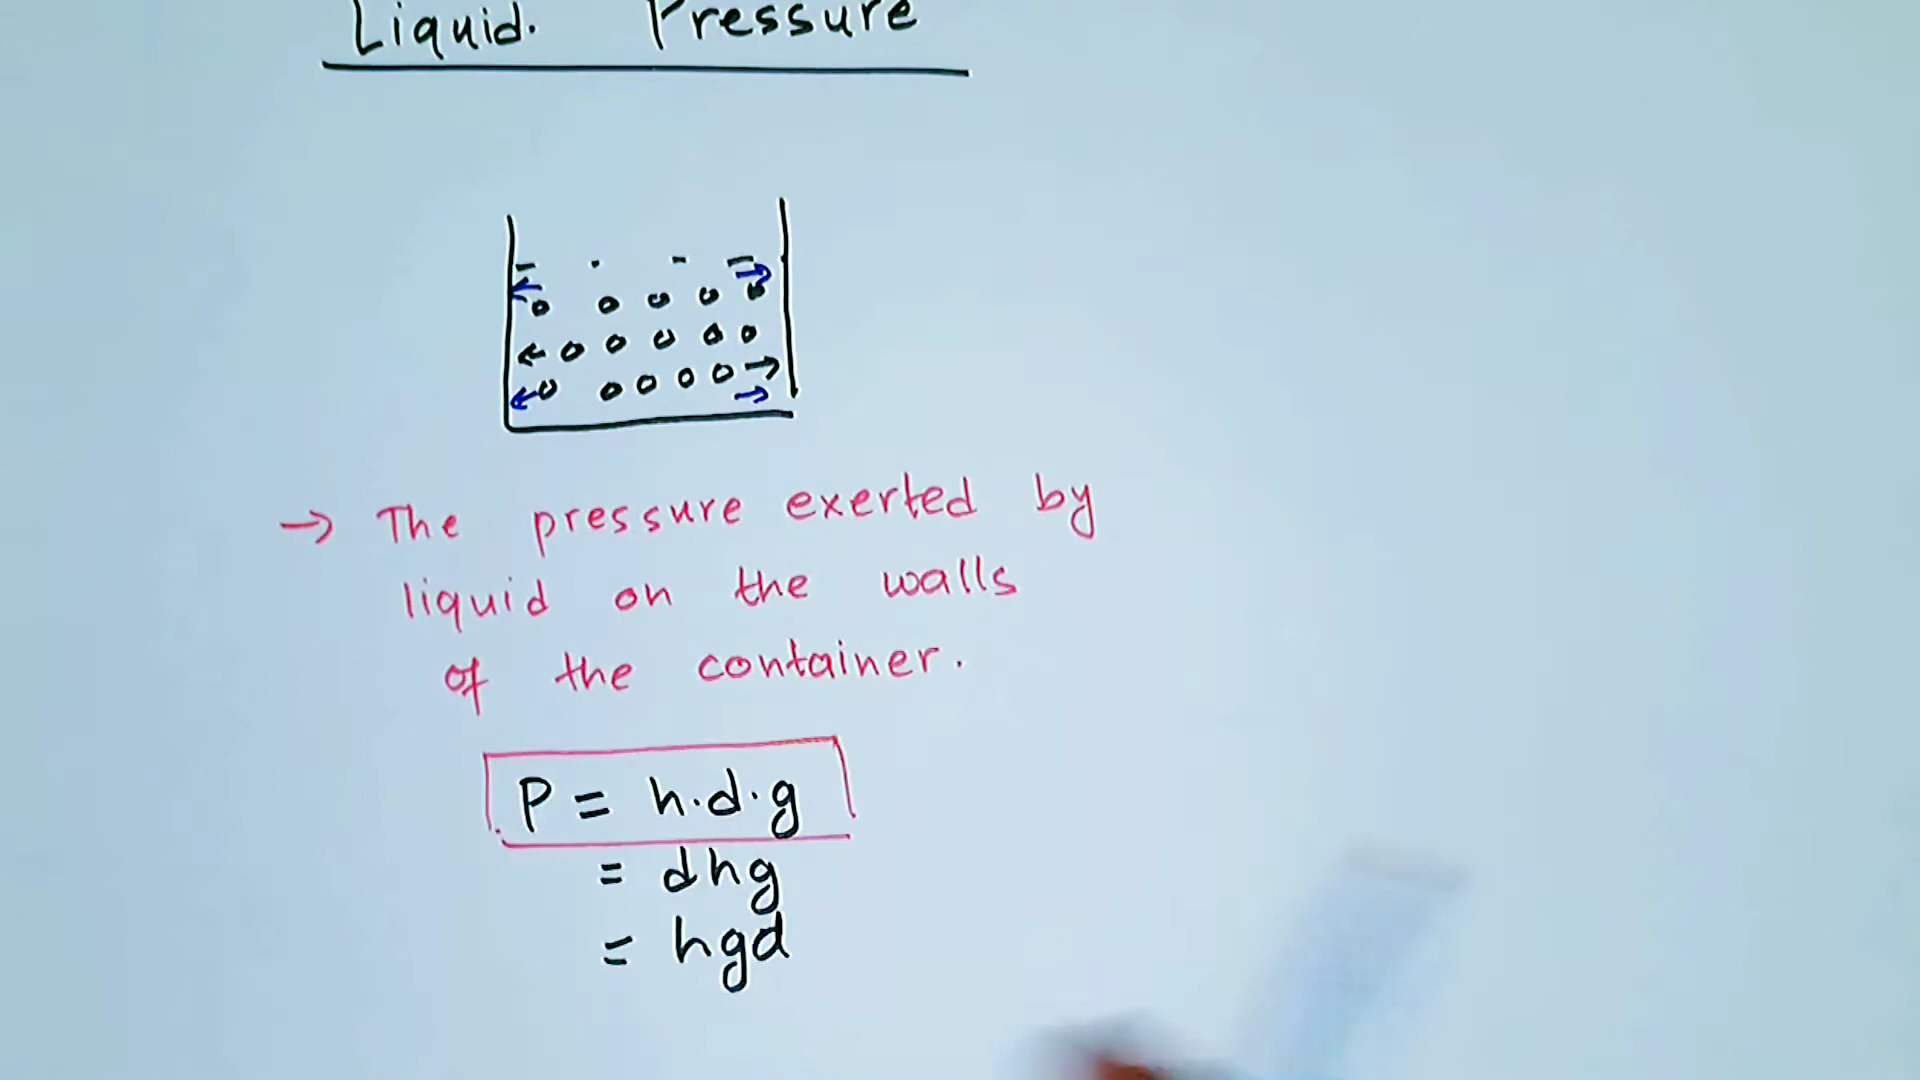 Liquid. Pressure
→ The pressure exerted by
liquid on the walls
of the container.
P = h.d.g
= dhg
= hgd